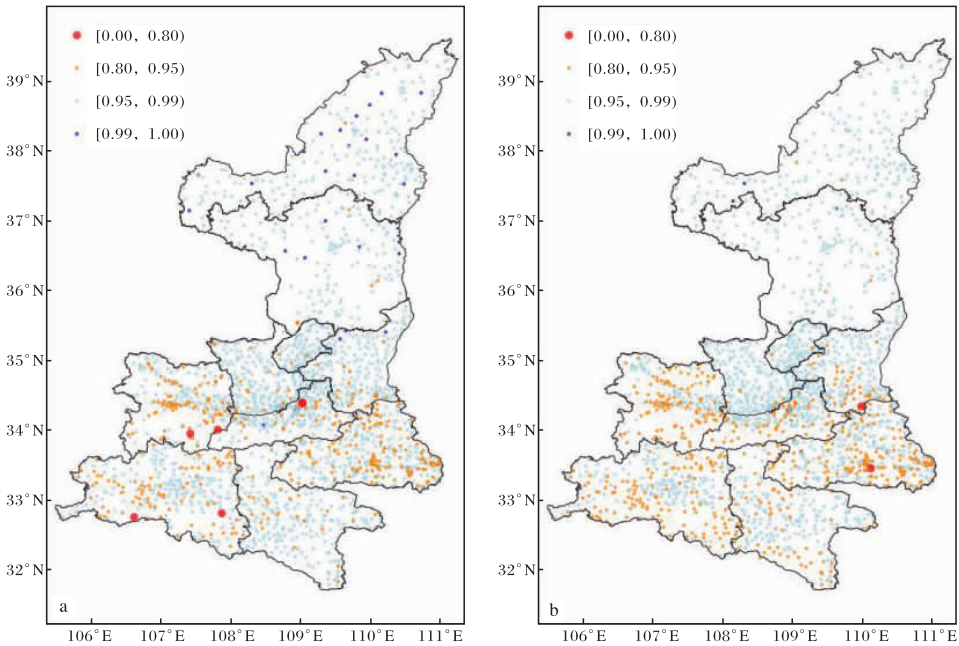 [0.00, 0.80)
[0.80, 0.95)
[0.95, 0.99)
[0.99, 1.00)
39°N
38°N
37°N
36°N
35°N
34°N
33°N
32°N
a
106°E 107°E 108°E 109°E 110°E 111°E
[0.00, 0.80)
[0.80, 0.95)
[0.95, 0.99)
[0.99, 1.00)
39°N
38°N
37°N
36°N
35°N
34°N
33°N
32°N
b
106°E 107°E 108°E 109°E 110°E 111°E